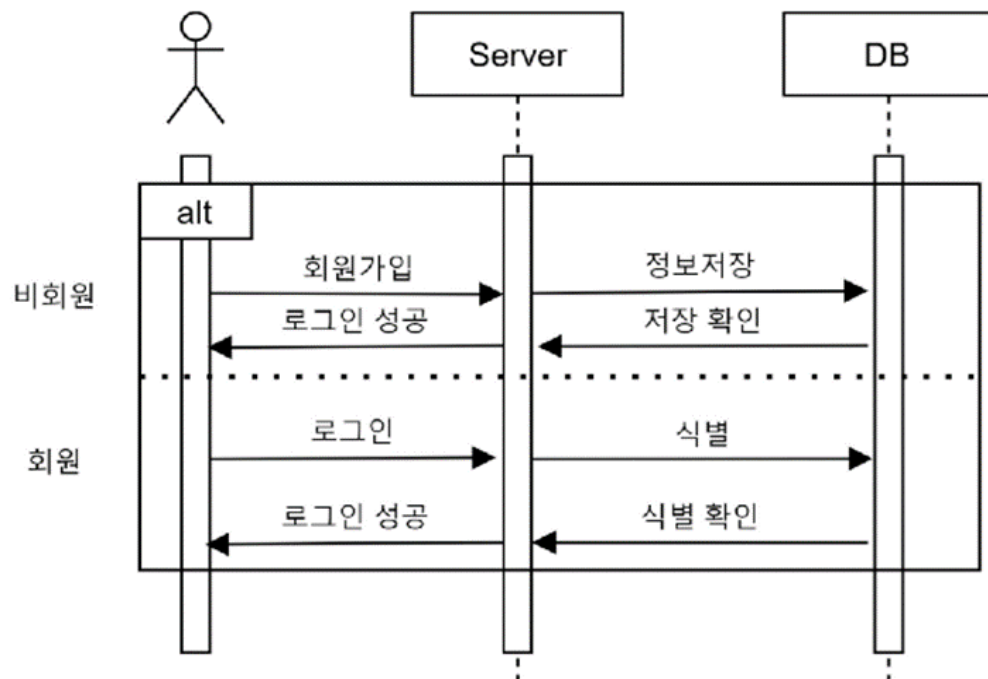 Server
DB
alt
회원가입
정보저장
비회원
로그인 성공
저장 확인
로그인
식별
회원
로그인 성공
식별 확인